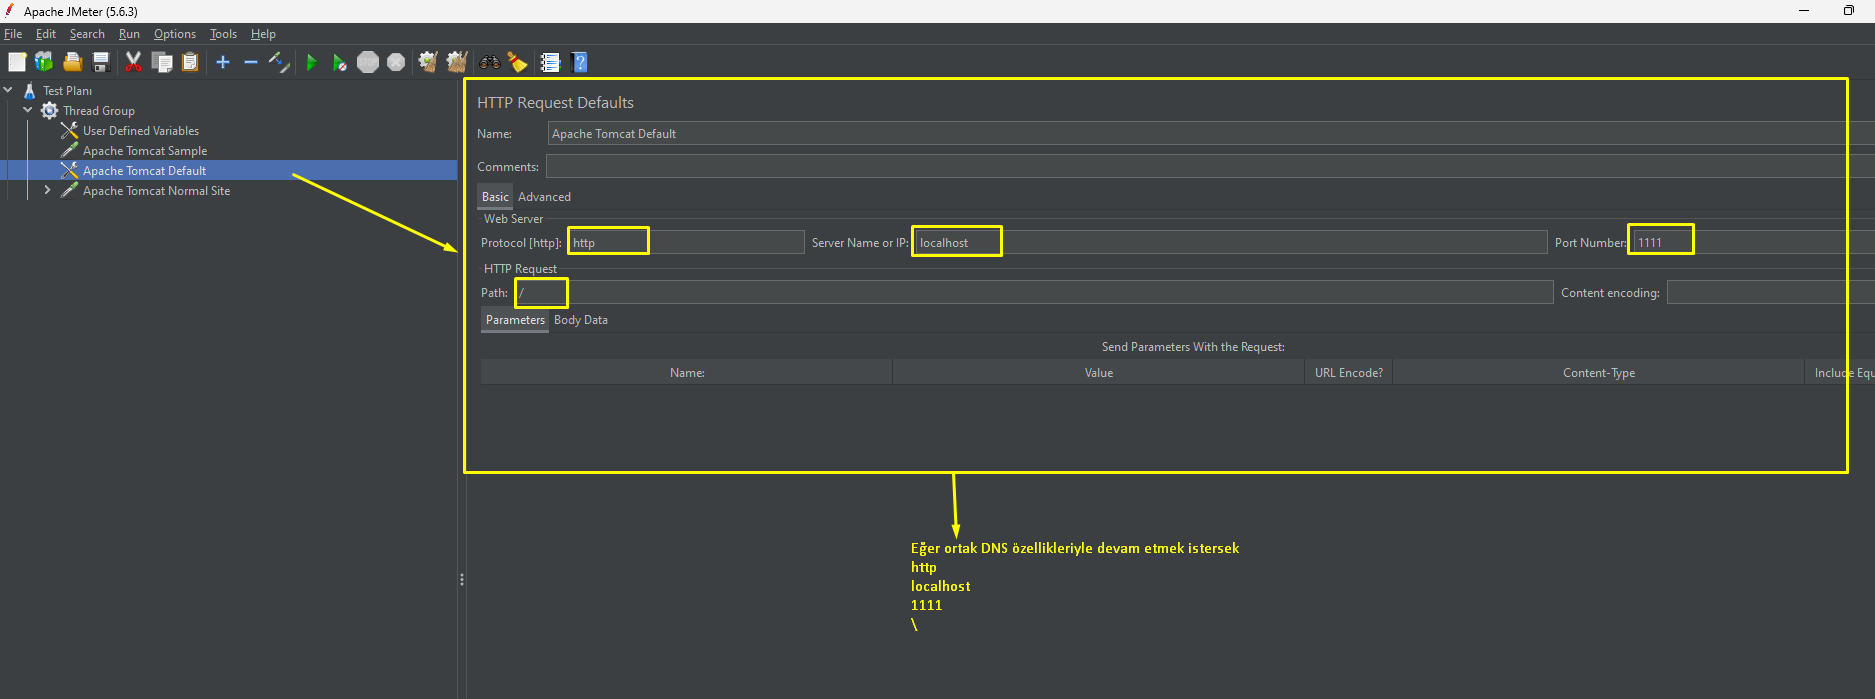 Apache JMeter (5.6.3)
File Edit Search Run Options Tools Help
STOP
Test Planı
Thread Group
User Defined Variables
Apache Tomcat Sample
Apache Tomcat Default
Apache Tomcat Normal Site
HTTP Request Defaults
Name: Apache Tomcat Default
Comments:
Basic Advanced
Web Server
Protocol [http]: http Server Name or IP: localhost Port Number: 1111
HTTP Request
Path: / Content encoding:
Parameters Body Data
Send Parameters With the Request:
Name: Value URL Encode? Content-Type Include Equ
Eğer ortak DNS özellikleriyle devam etmek istersek
http
localhost
1111
\